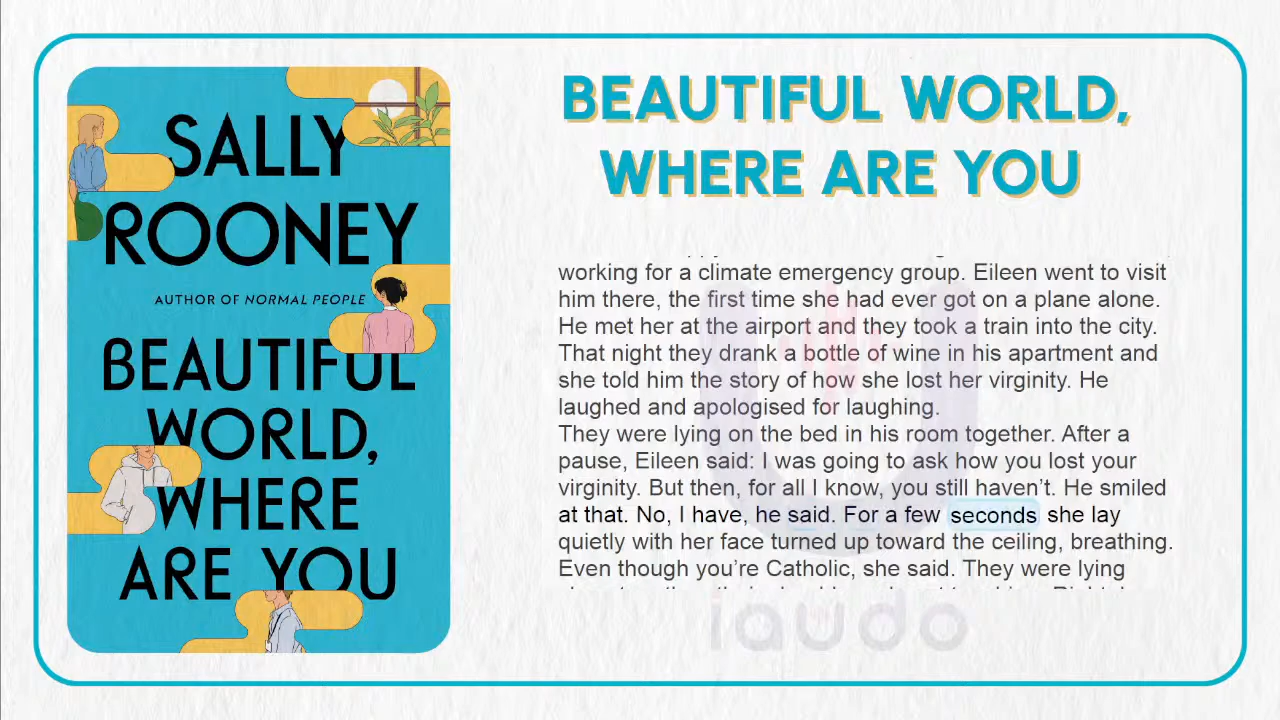 SALLY
ROONEY
AUTHOR OF NORMAL PEOPLE
BEAUTIFUL
WORLD,
WHERE
ARE YOU
BEAUTIFUL WORLD,
WHERE ARE YOU
working for a climate emergency group. Eileen went to visit
him there, the first time she had ever got on a plane alone.
He met her at the airport and they took a train into the city.
That night they drank a bottle of wine in his apartment and
she told him the story of how she lost her virginity. He
laughed and apologised for laughing.
They were lying on the bed in his room together. After a
pause, Eileen said: I was going to ask how you lost your
virginity. But then, for all I know, you still haven’t. He smiled
at that. No, I have, he said. For a few seconds she lay
quietly with her face turned up toward the ceiling, breathing.
Even though you’re Catholic, she said. They were lying
iaudo